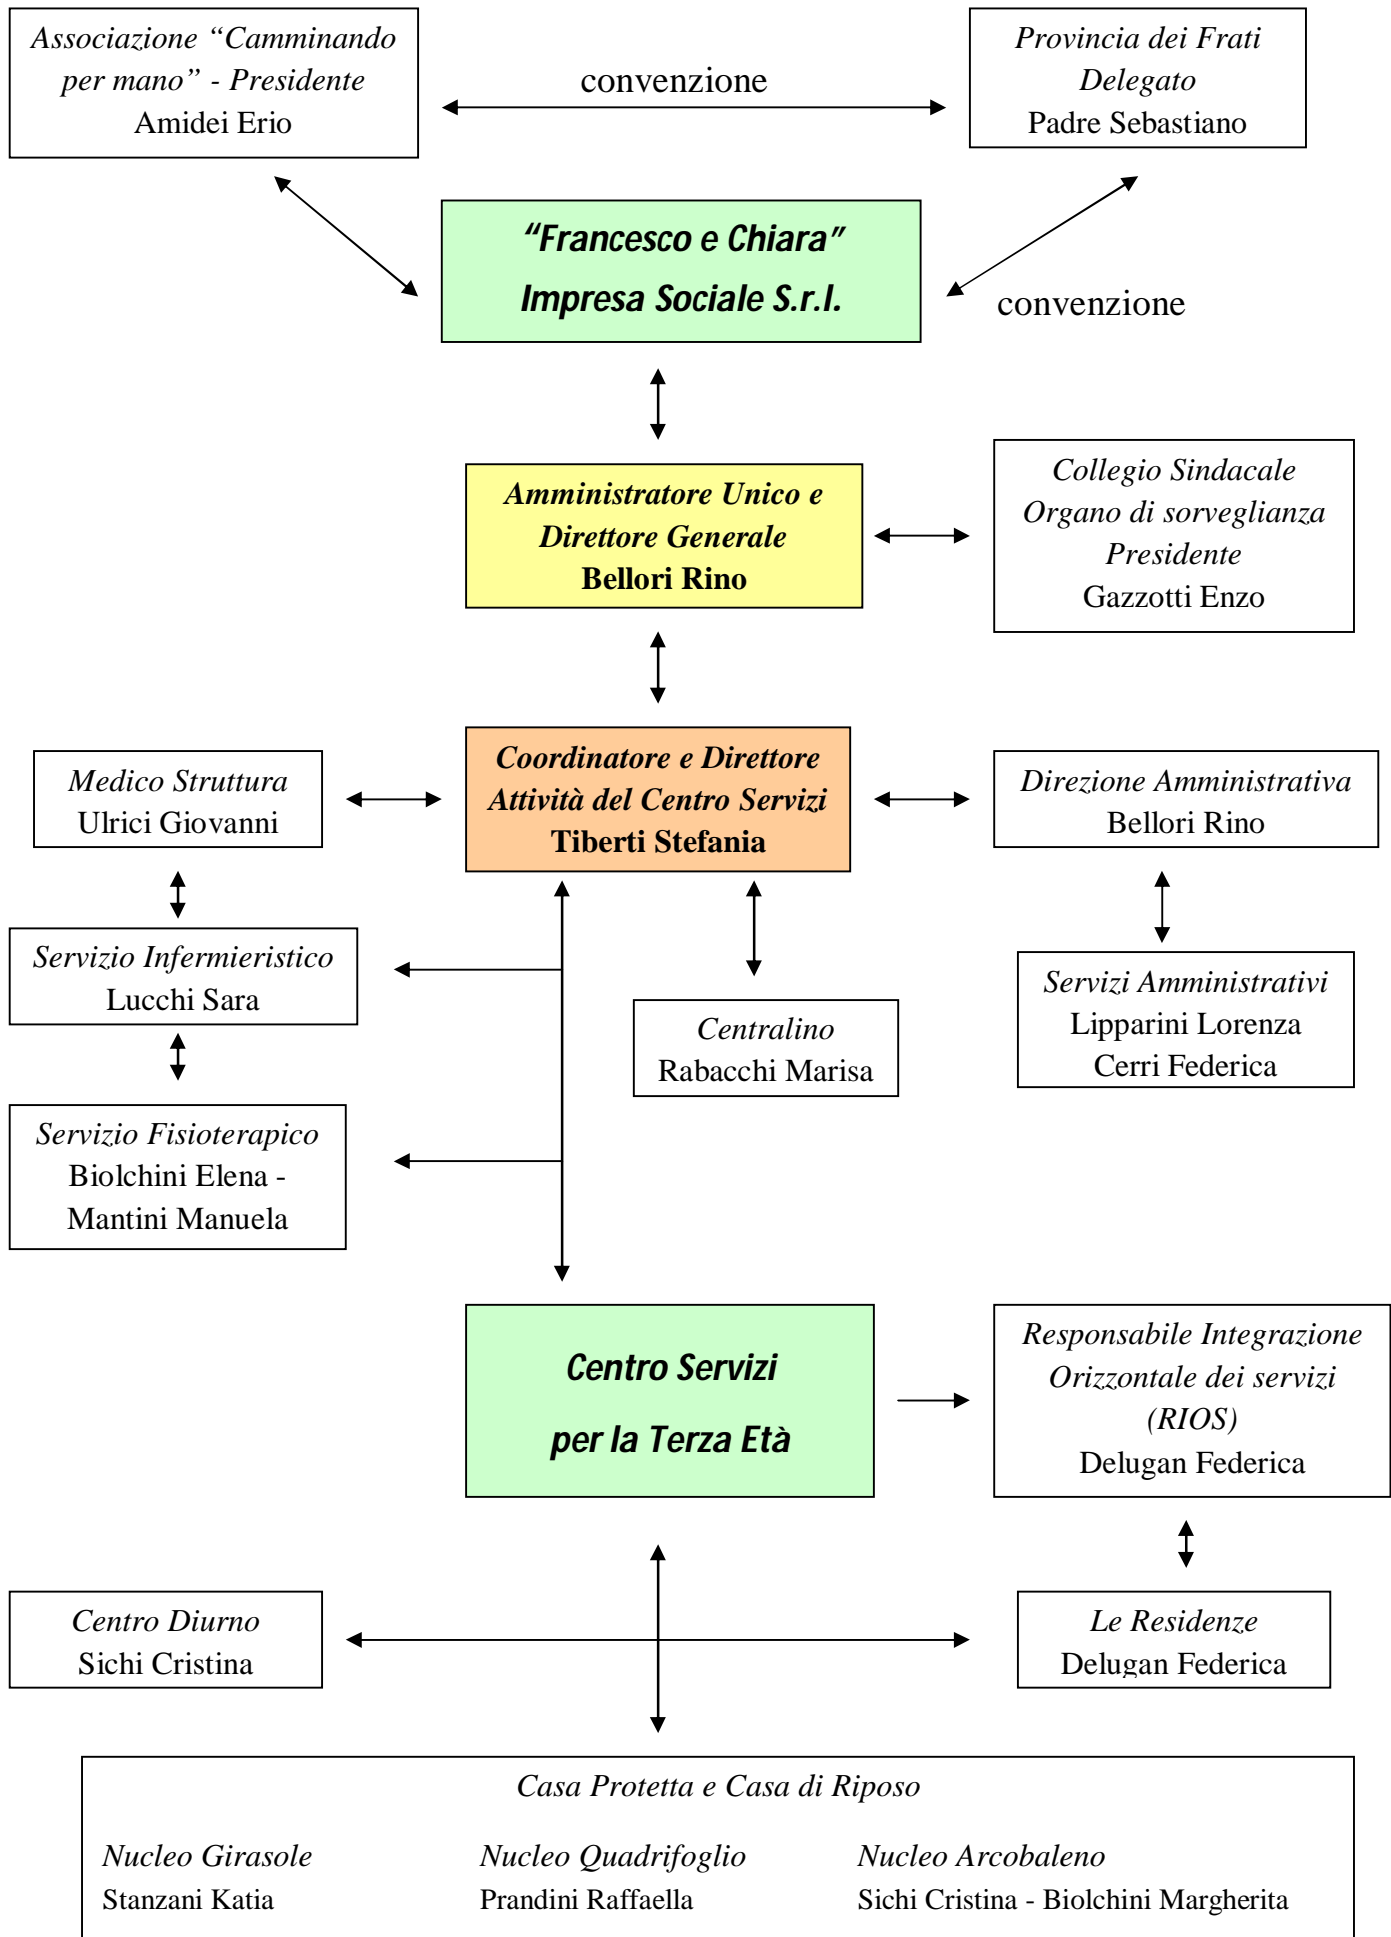 Associazione “Camminando
per mano” - Presidente
Amidei Erio
convenzione
Provincia dei Frati
Delegato
Padre Sebastiano
“Francesco e Chiara”
Impresa Sociale S.r.l.
convenzione
Amministratore Unico e
Direttore Generale
Bellori Rino
Collegio Sindacale
Organo di sorveglianza
Presidente
Gazzotti Enzo
Medico Struttura
Ulrici Giovanni
Coordinatore e Direttore
Attività del Centro Servizi
Tiberti Stefania
Direzione Amministrativa
Bellori Rino
Servizio Infermieristico
Lucchi Sara
Centralino
Rabacchi Marisa
Servizi Amministrativi
Lipparini Lorenza
Cerri Federica
Servizio Fisioterapico
Biolchini Elena -
Mantini Manuela
Centro Servizi
per la Terza Età
Responsabile Integrazione
Orizzontale dei servizi
(RIOS)
Delugan Federica
Centro Diurno
Sichi Cristina
Le Residenze
Delugan Federica
Casa Protetta e Casa di Riposo
Nucleo Girasole
Stanzani Katia
Nucleo Quadrifoglio
Prandini Raffaella
Nucleo Arcobaleno
Sichi Cristina - Biolchini Margherita